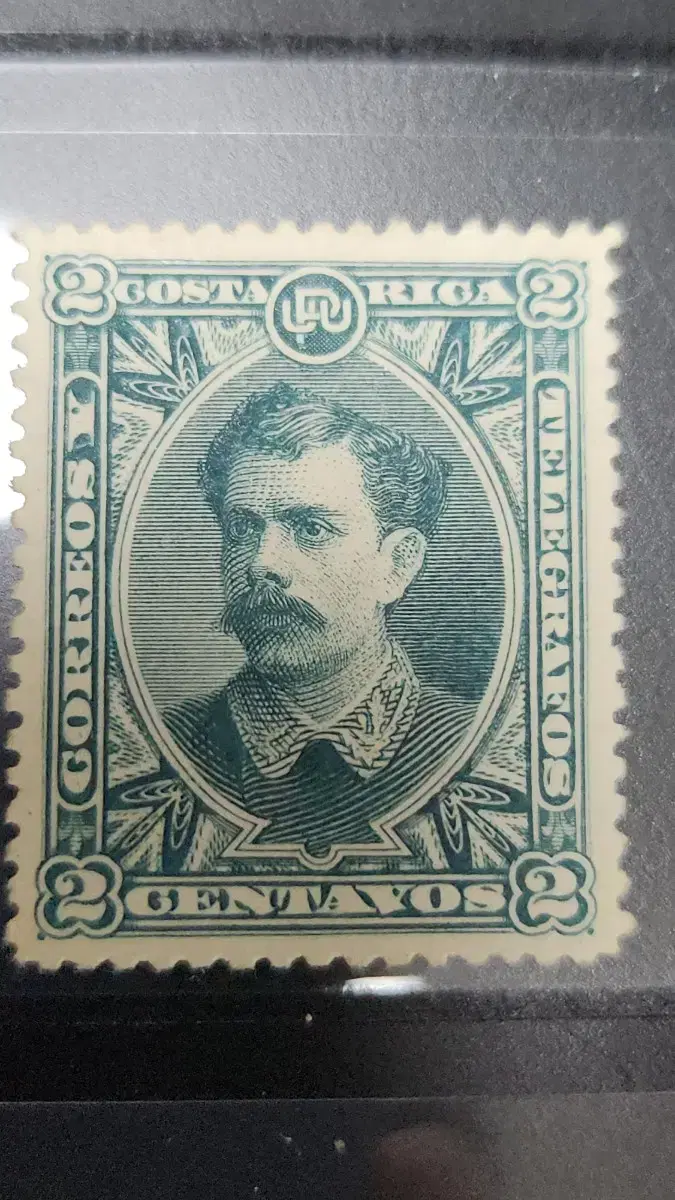 2 COSTA UPU RICA 2
CORREOS Y
TELEGRAFOS
2 CENTAVOS 2